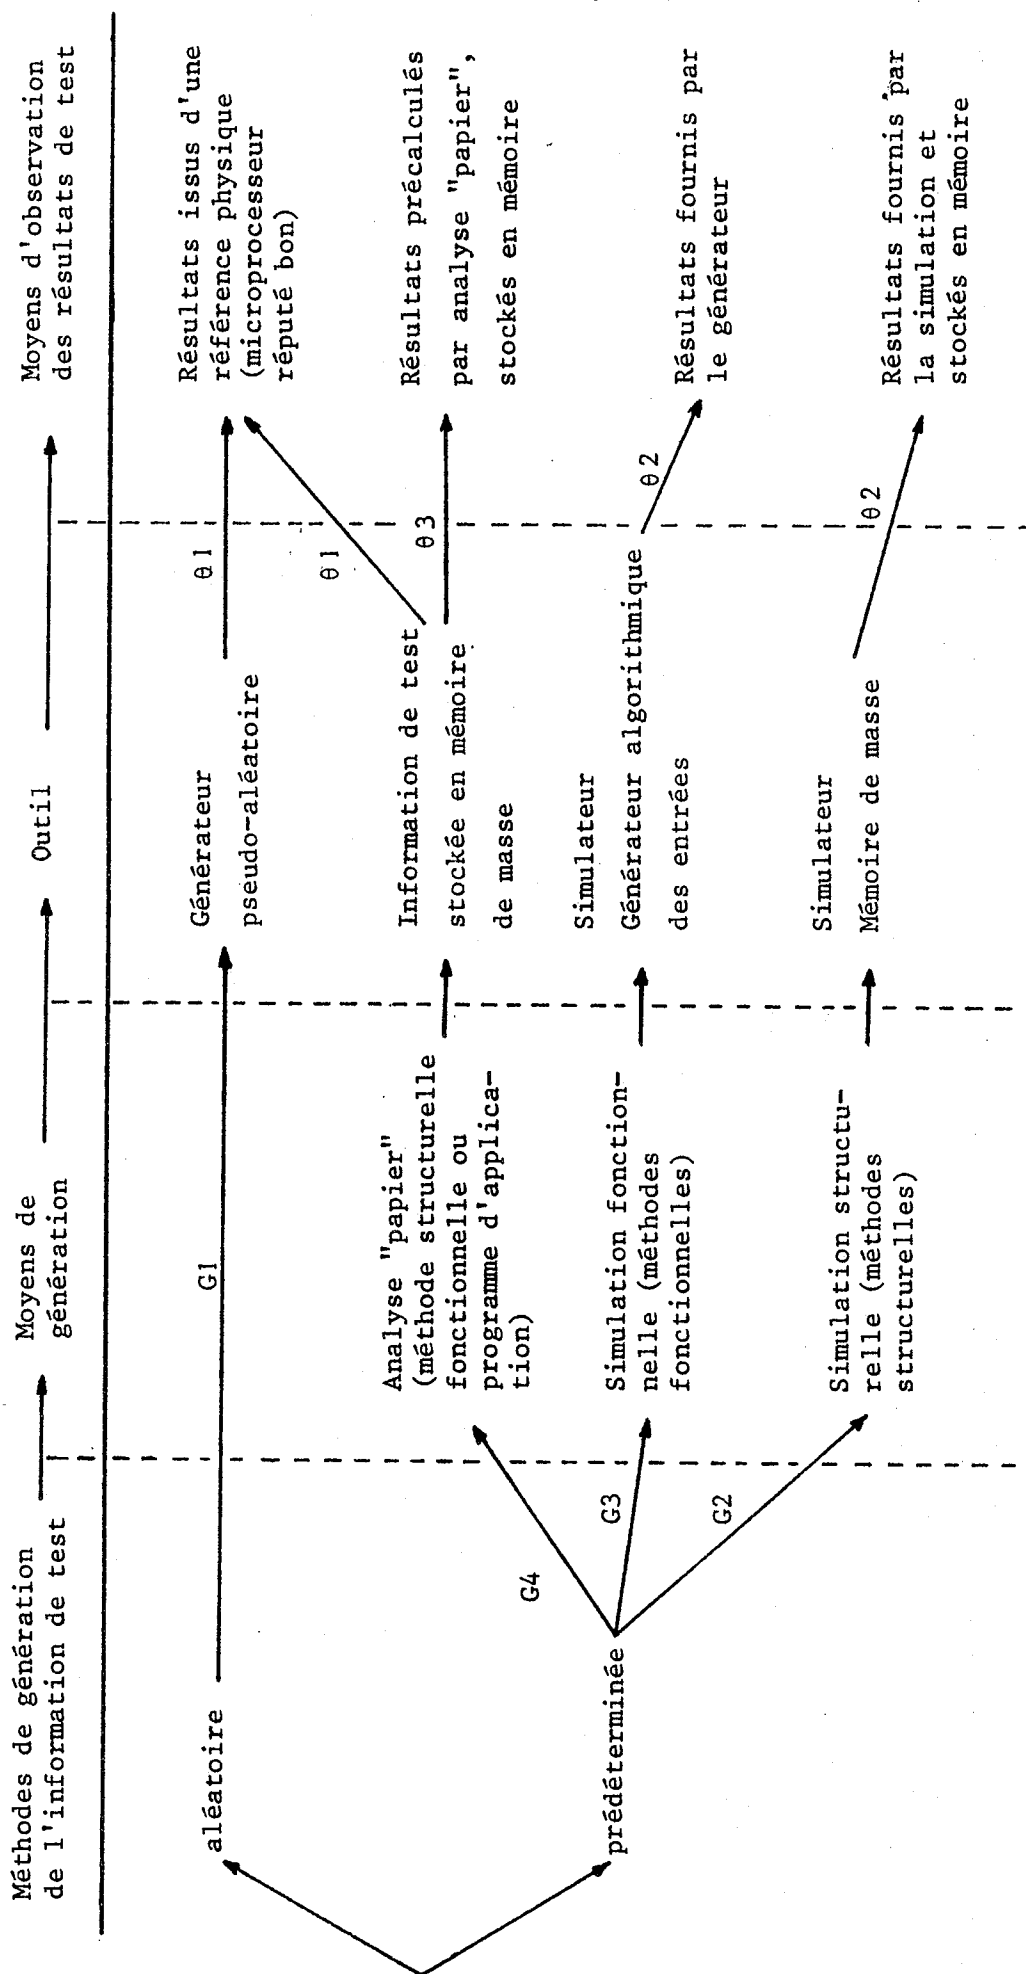 Méthodes de génération
de l'information de test
Moyens de
génération
Outil
Moyens d'observation
des résultats de test
aléatoire
G1
Générateur
pseudo-aléatoire
θ1
Résultats issus d'une
référence physique
(microprocesseur
réputé bon)
θ1
prédéterminée
G4
Analyse "papier"
(méthode structurelle
fonctionnelle ou
programme d'applica-
tion)
Information de test
stockée en mémoire
de masse
θ3
Résultats précalculés
par analyse "papier",
stockés en mémoire
G3
Simulation fonction-
nelle (méthodes
fonctionnelles)
Simulateur
Générateur algorithmique
des entrées
θ2
Résultats fournis par
le générateur
G2
Simulation structu-
relle (méthodes
structurelles)
Simulateur
Mémoire de masse
θ2
Résultats fournis par
la simulation et
stockés en mémoire